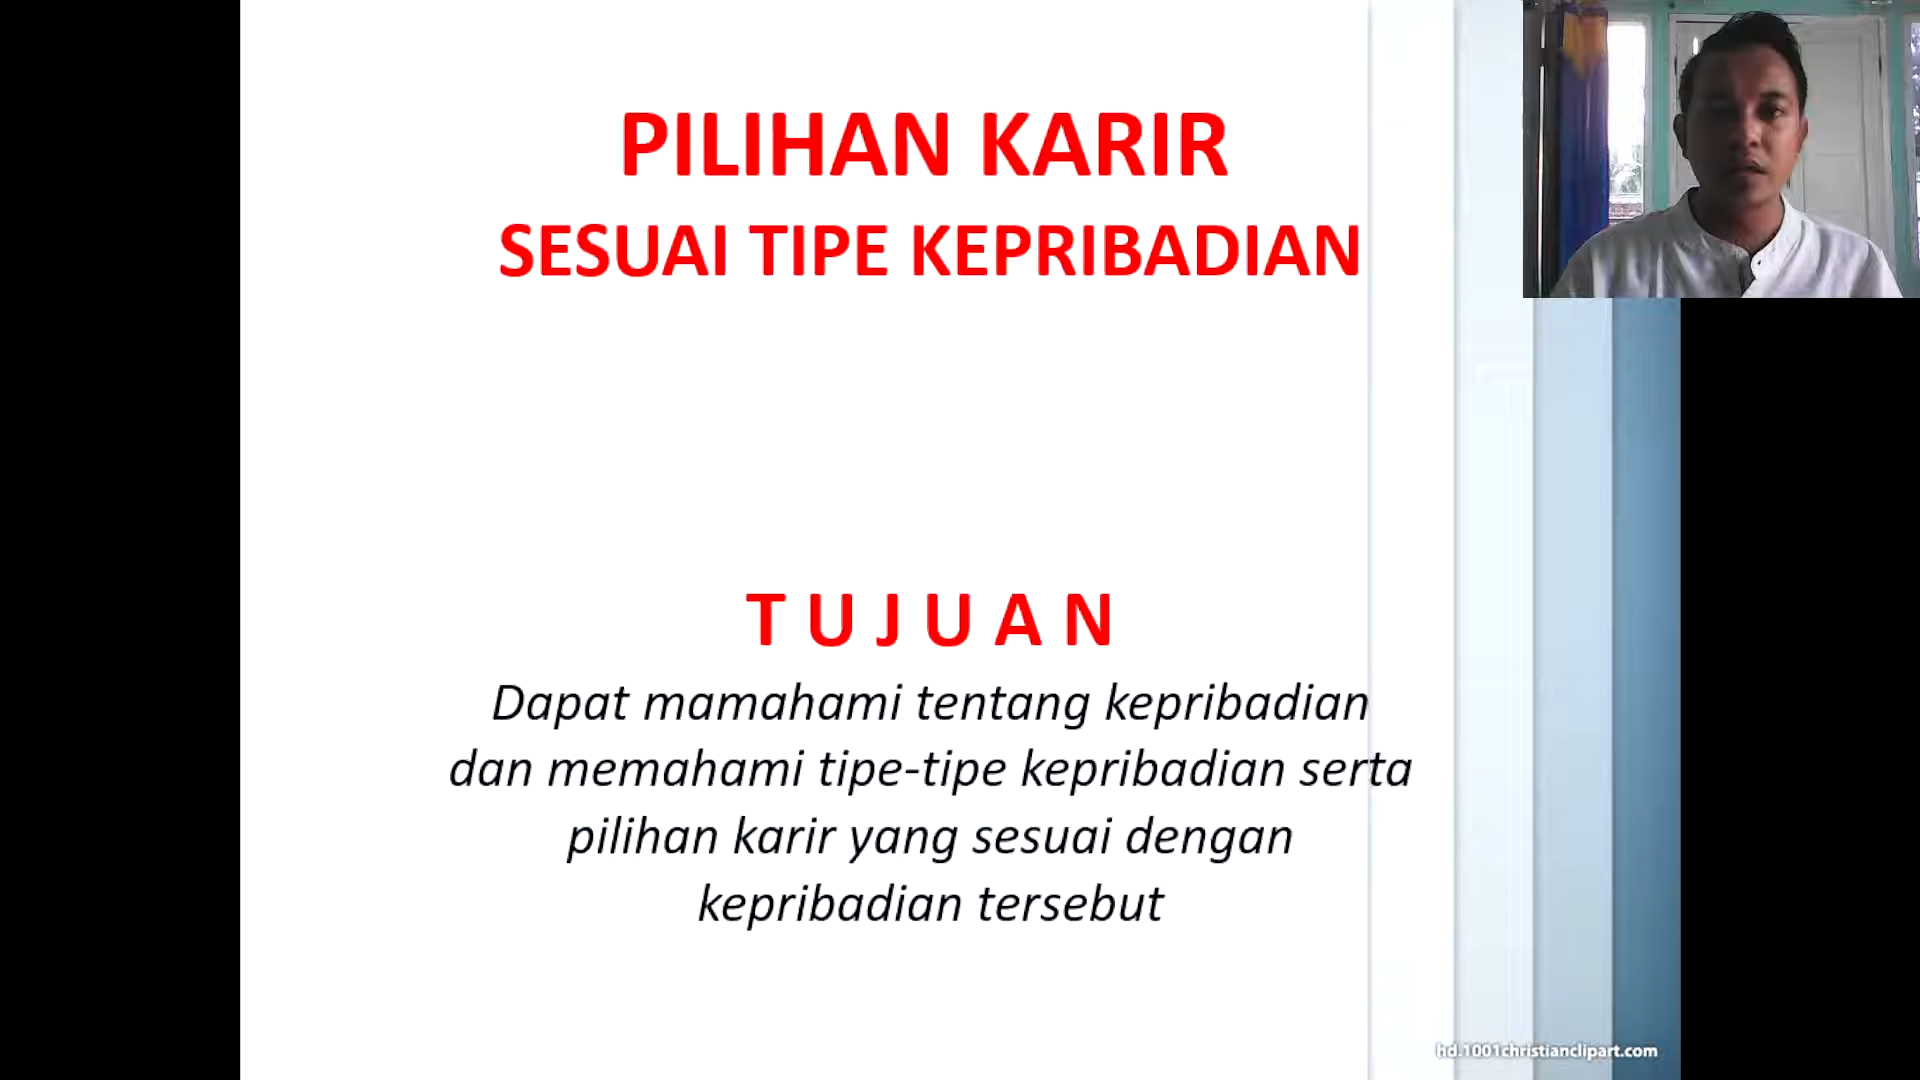 PILIHAN KARIR
SESUAI TIPE KEPRIBADIAN
T U J U A N
Dapat mamahami tentang kepribadian
dan memahami tipe-tipe kepribadian serta
pilihan karir yang sesuai dengan
kepribadian tersebut
hd.1001christianclipart.com